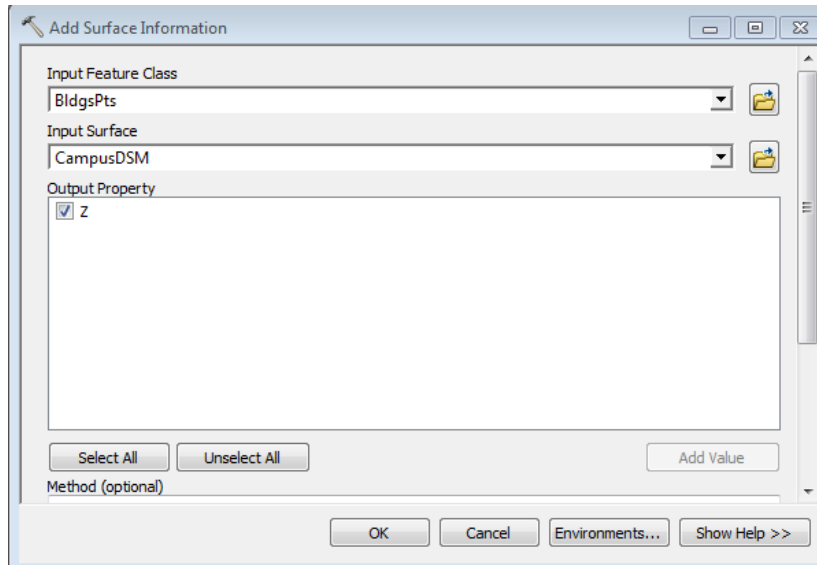 Add Surface Information
Input Feature Class
BldgsPts
Input Surface
CampusDSM
Output Property
Z
Select All Unselect All Add Value
Method (optional)
OK Cancel Environments... Show Help >>